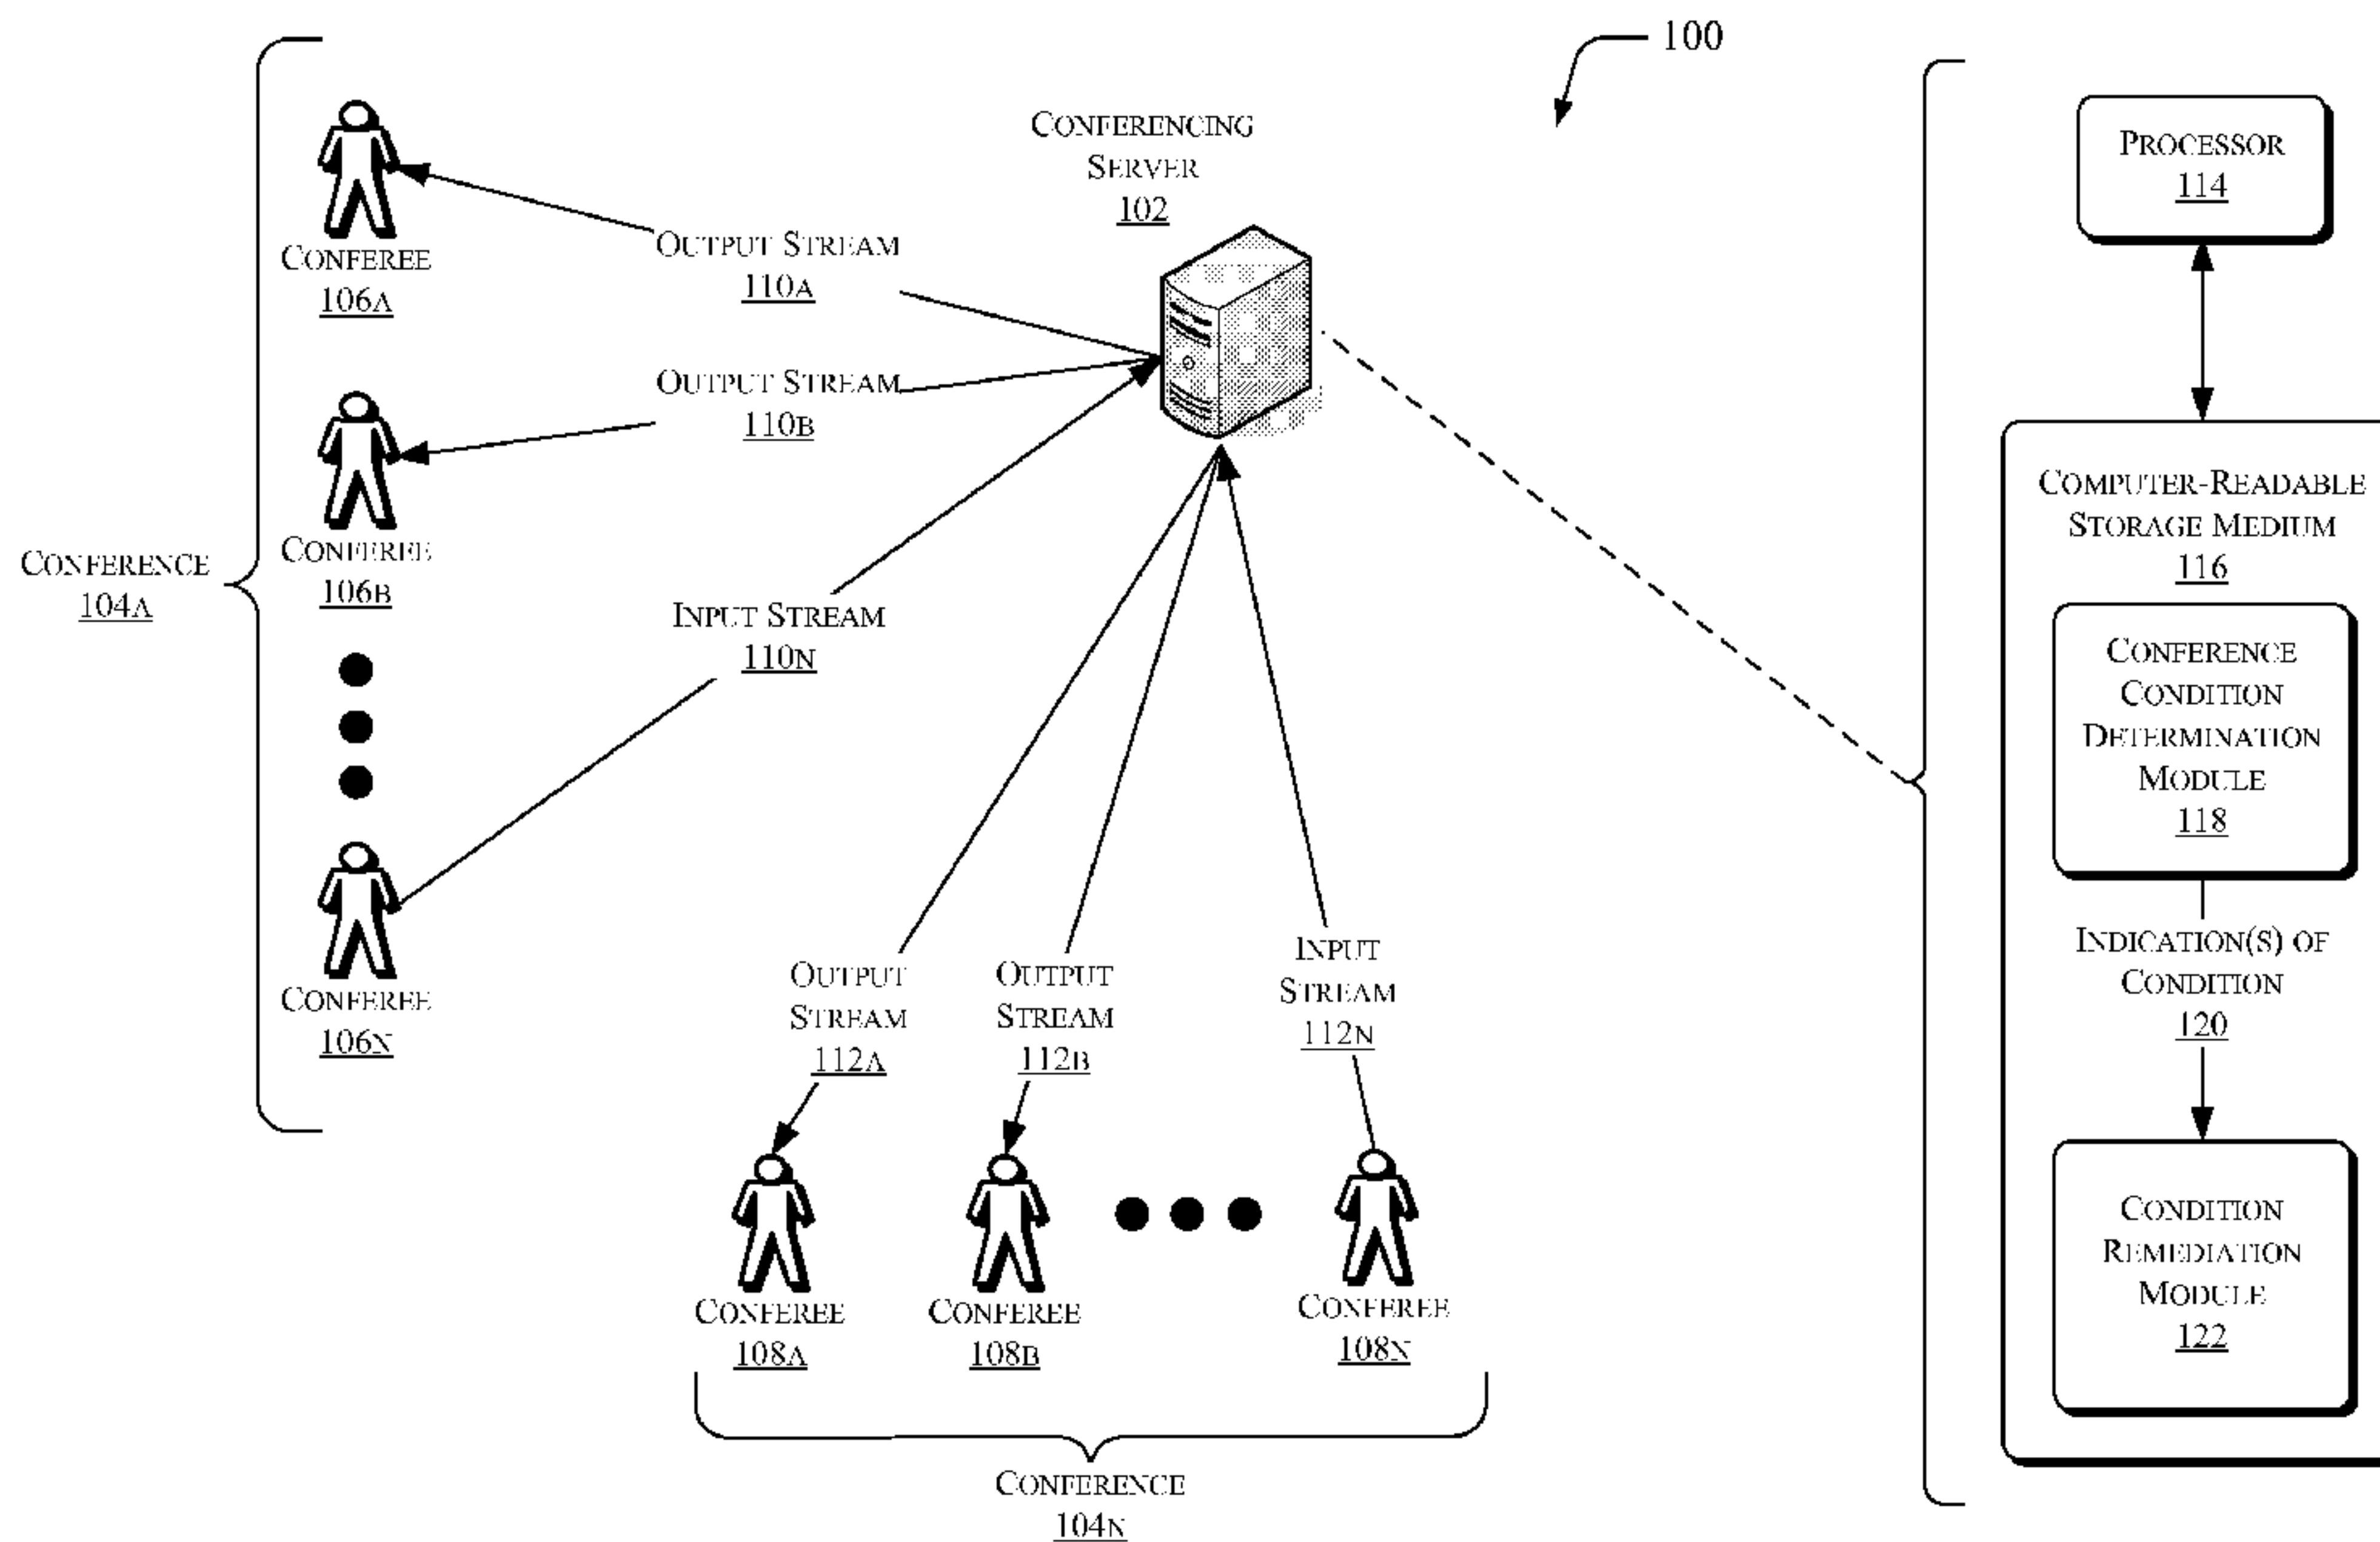 100
CONFERENCING
SERVER
102
CONFEREE
106A
OUTPUT STREAM
110A
CONFEREE
106B
OUTPUT STREAM
110B
CONFERENCE
104A
INPUT STREAM
110N
CONFEREE
106N
OUTPUT
STREAM
112A
OUTPUT
STREAM
112B
INPUT
STREAM
112N
CONFEREE
108A
CONFEREE
108B
CONFEREE
108N
CONFERENCE
104N
PROCESSOR
114
COMPUTER-READABLE
STORAGE MEDIUM
116
CONFERENCE
CONDITION
DETERMINATION
MODULE
118
INDICATION(S) OF
CONDITION
120
CONDITION
REMEDIATION
MODULE
122